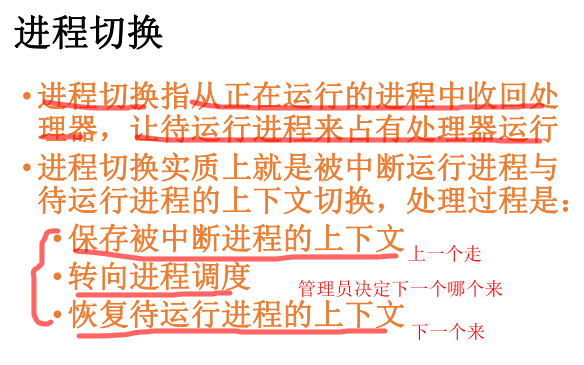 进程切换
•进程切换指从正在运行的进程中收回处
理器，让待运行进程来占有处理器运行
•进程切换实质上就是被中断运行进程与
待运行进程的上下文切换，处理过程是：
•保存被中断进程的上下文
上一个走
•转向进程调度
管理员决定下一个哪个来
•恢复待运行进程的上下文
下一个来